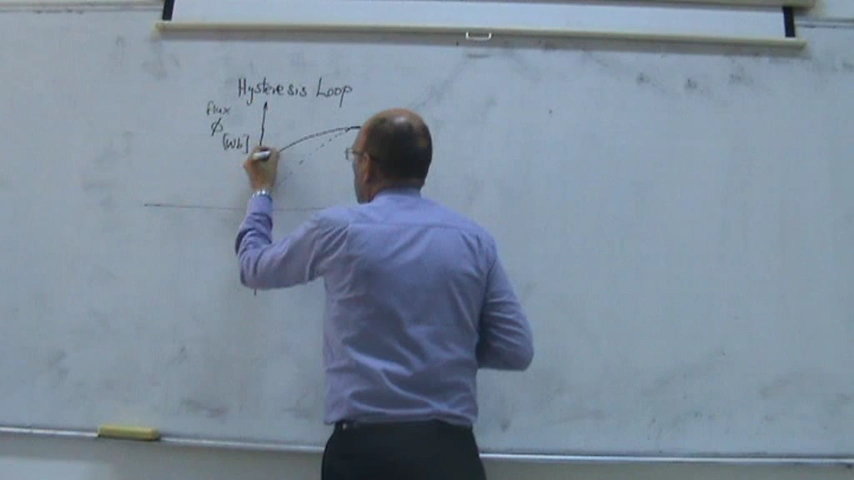 Hysteresis Loop
flux
ϕ
[Wb]